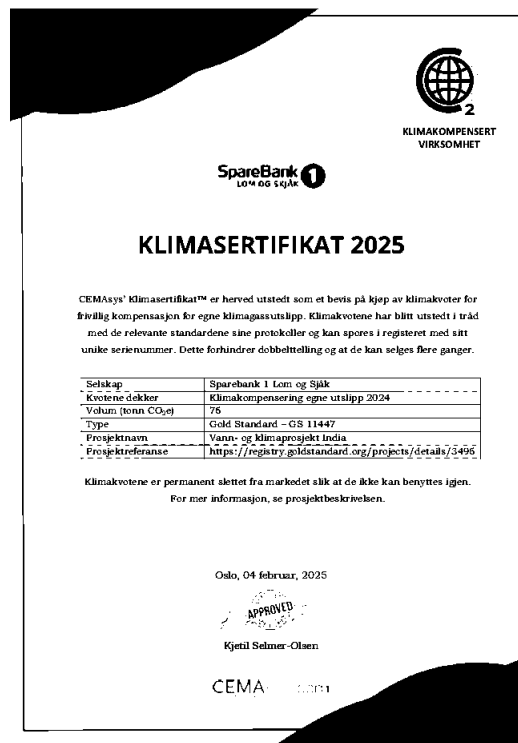 2
KLIMAKOMPENSERT
VIRKSOMHET
SpareBank 1
LOM OG SKJÅK
KLIMASERTIFIKAT 2025
CEMAsys' Klimasertifikat™ er herved utstedt som et bevis på kjøp av klimakvoter for
frivillig kompensasjon for egne klimagassutslipp. Klimakvotene har blitt utstedt i tråd
med de relevante standardene sine protokoller og kan spores i registeret med sitt
unike serienummer. Dette forhindrer dobbelttelling og at de kan selges flere ganger.
Selskap Sparebank 1 Lom og Sjåk
Kvotene dekker Klimakompensering egne utslipp 2024
Volum (tonn CO₂e) 76
Type Gold Standard – GS 11447
Prosjektnavn Vann- og klimaprosjekt India
Prosjektreferanse https://registry.goldstandard.org/projects/details/3496
Klimakvotene er permanent slettet fra markedet slik at de ikke kan benyttes igjen.
For mer informasjon, se prosjektbeskrivelsen.
Oslo, 04 februar, 2025
APPROVED
Kjetil Selmer-Olsen
CEMA